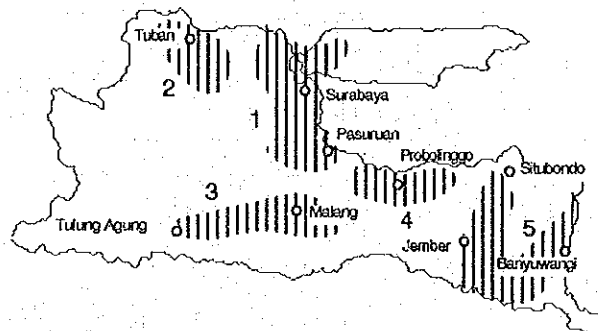 Tuban
2
Surabaya
1
Pasuruan
Probolinggo
Situbondo
3
Malang
4
5
Tulung Agung
Jember
Banyuwangi